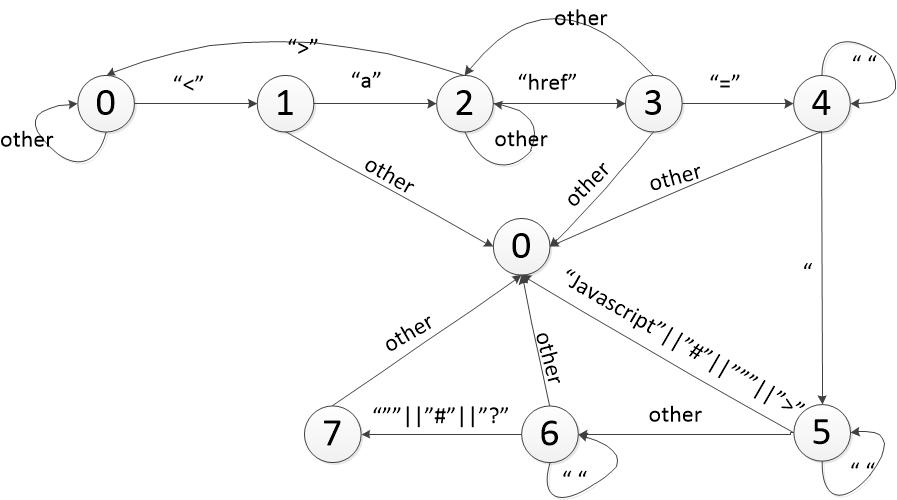 other
“>”
“<”
“a”
“href”
“=”
“ “
0
1
2
3
4
other
other
other
other
other
0
“
“Javascript”||”#”||”””||”>”
other
other
“””||”#”||”?”
other
7
6
5
“ “
“ “